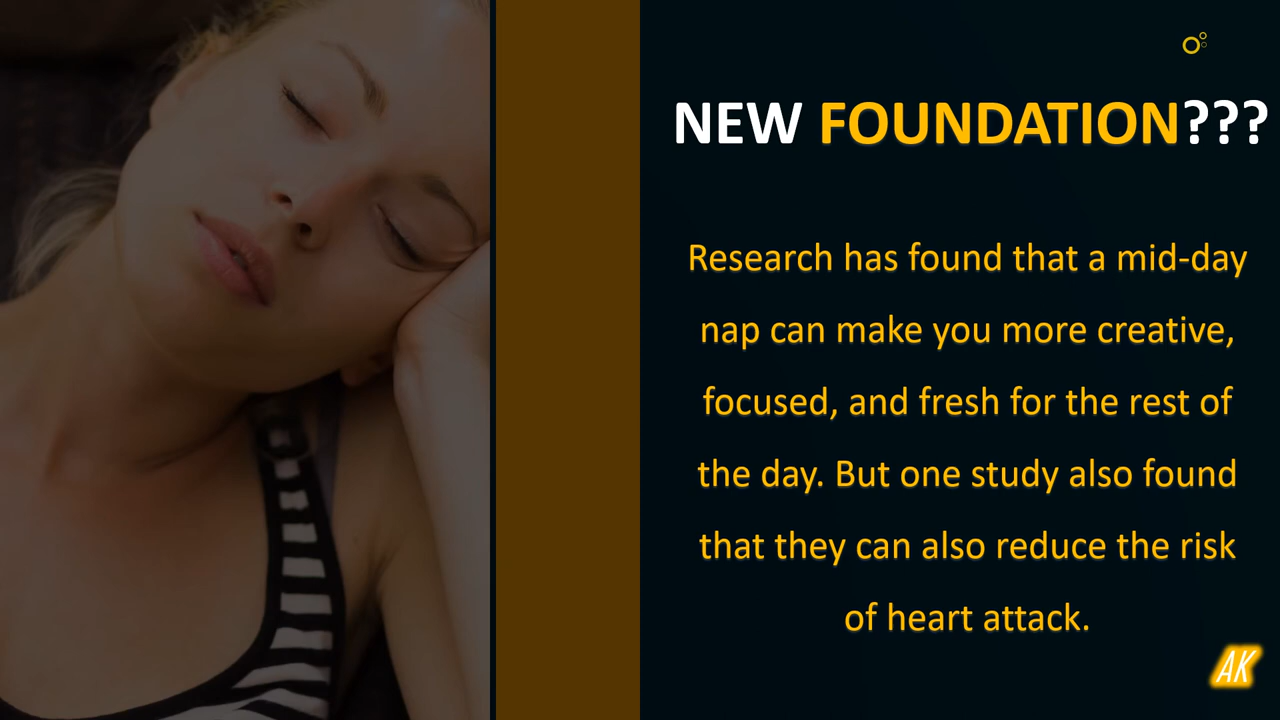 NEW FOUNDATION???
Research has found that a mid-day
nap can make you more creative,
focused, and fresh for the rest of
the day. But one study also found
that they can also reduce the risk
of heart attack.
AK